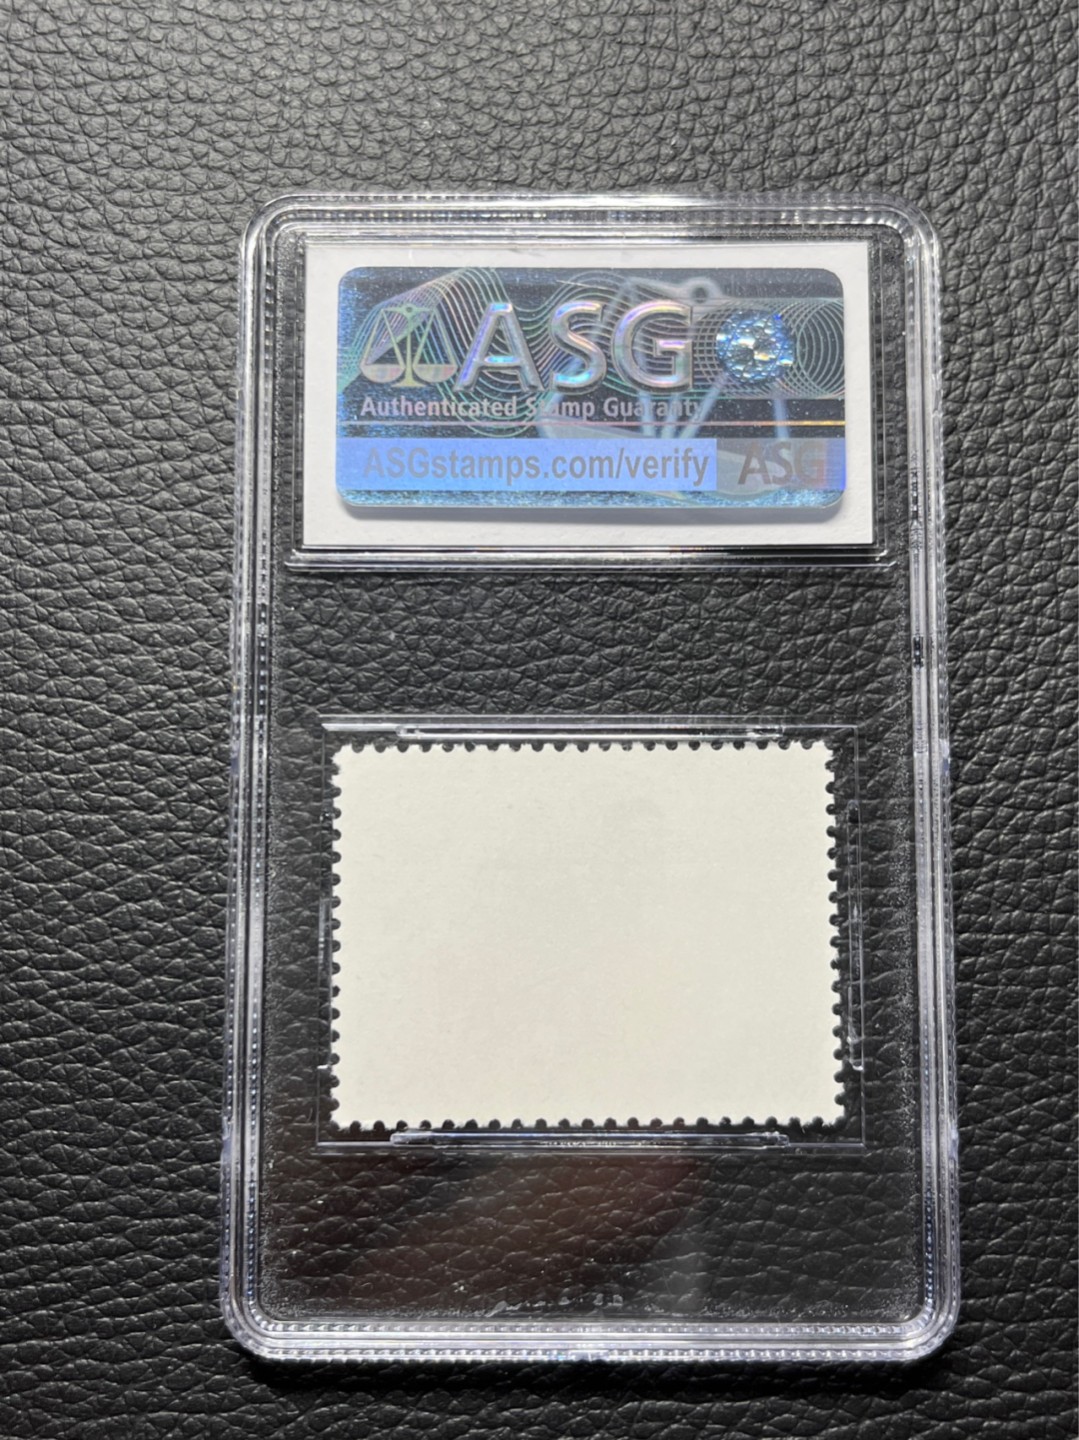 ASG
Authenticated Stamp Guaranty
ASGstamps.com/verify ASG